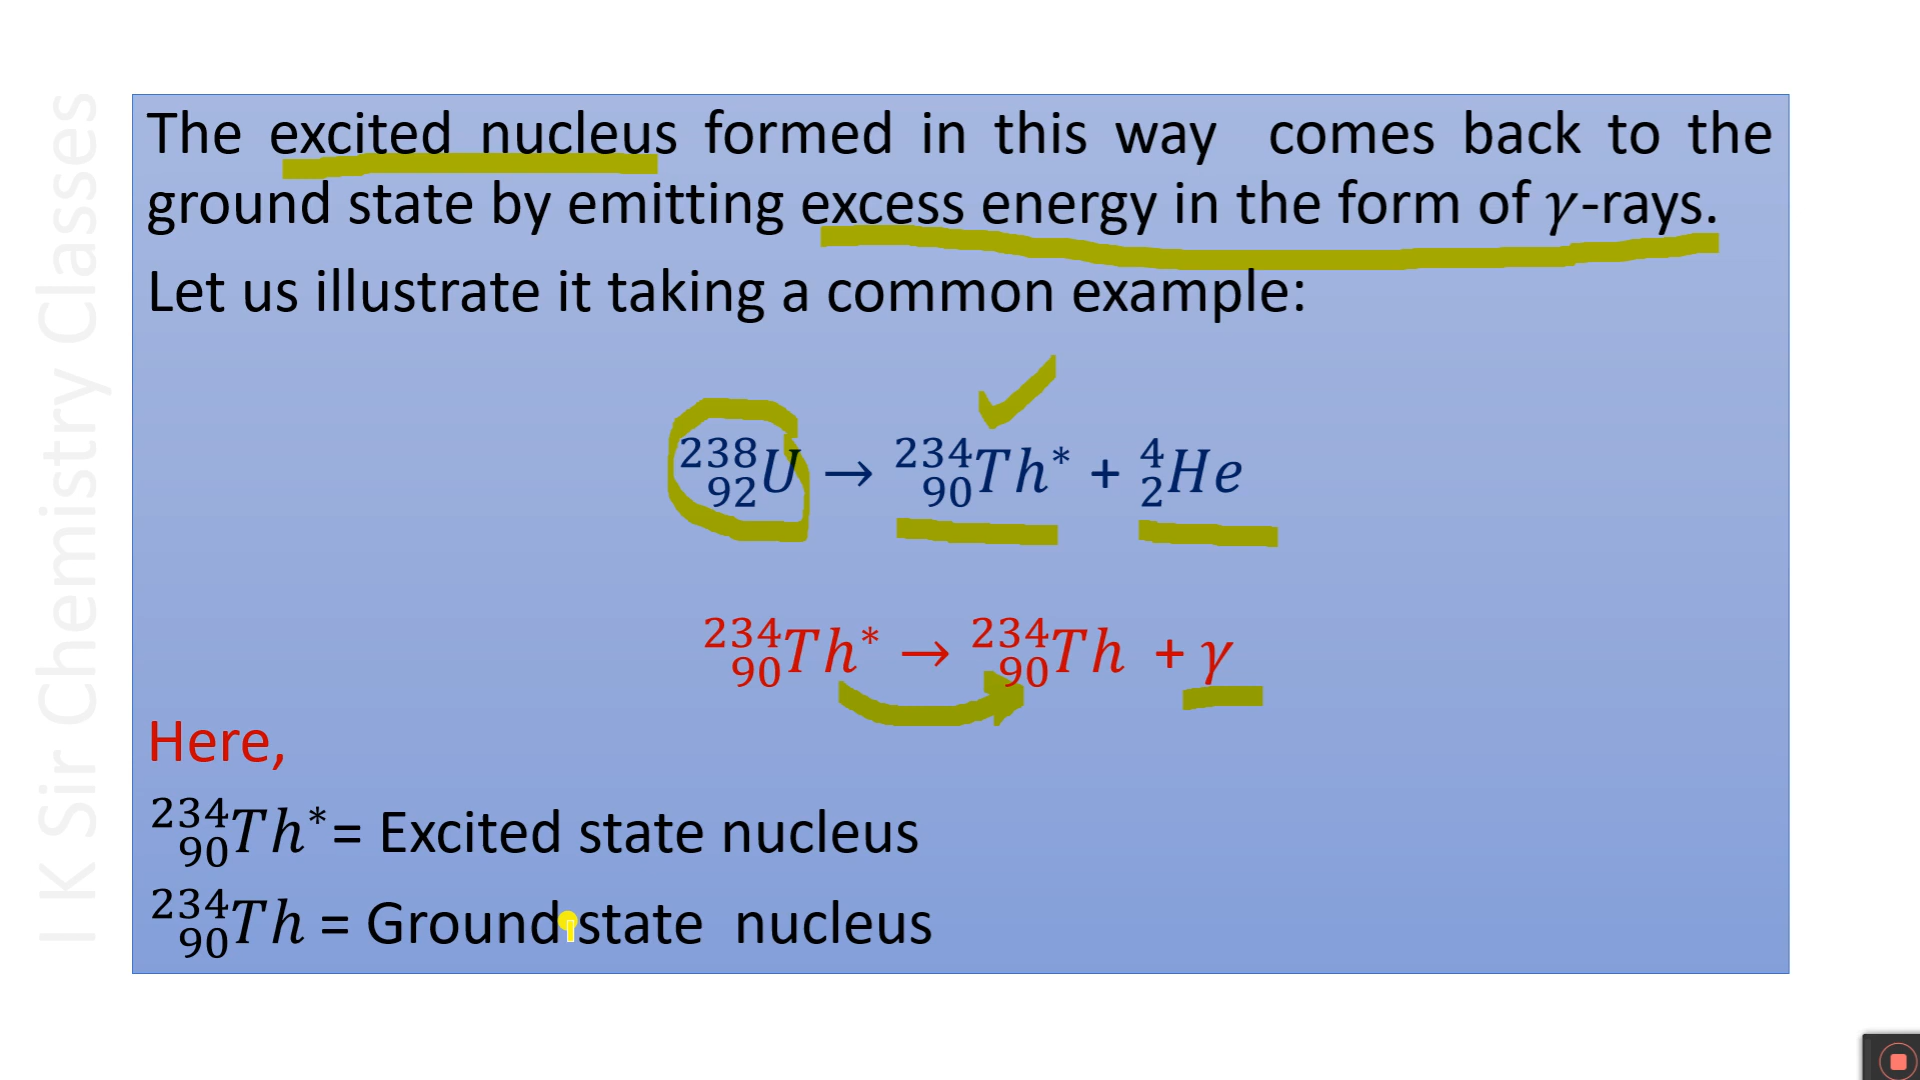 The excited nucleus formed in this way comes back to the
ground state by emitting excess energy in the form of γ-rays.
Let us illustrate it taking a common example:
²³⁸₉₂U → ²³⁴₉₀Th* + ⁴₂He
²³⁴₉₀Th* → ²³⁴₉₀Th + γ
Here,
²³⁴₉₀Th* = Excited state nucleus
²³⁴₉₀Th = Ground state nucleus
I K Sir Chemistry Classes